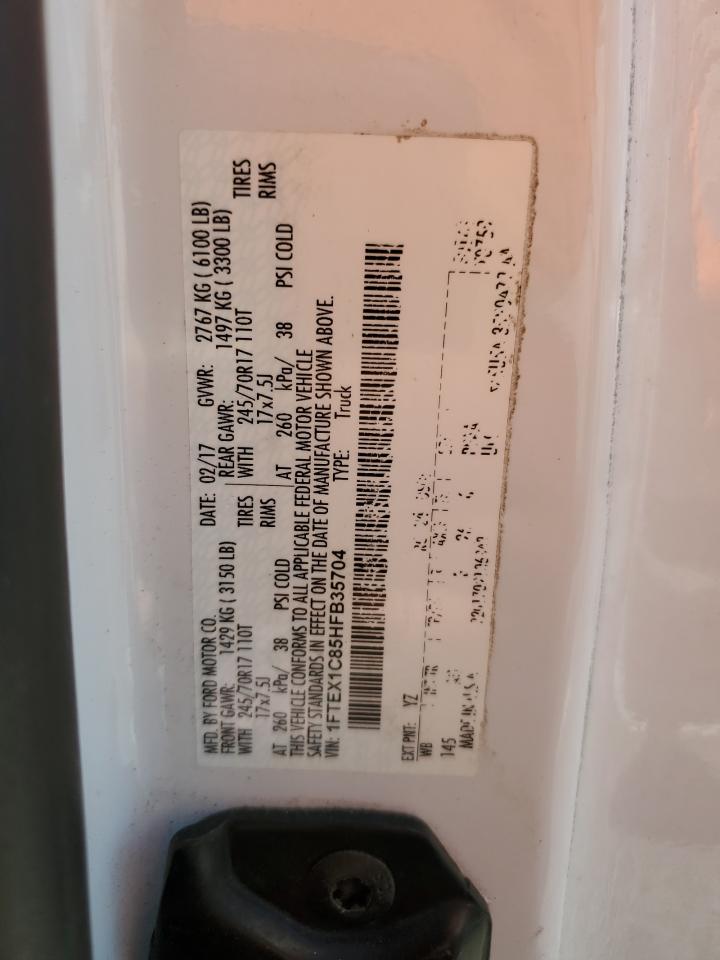 MFD. BY FORD MOTOR CO. DATE: 02/17 GVWR: 2767 KG ( 6100 LB)
FRONT GAWR: 1429 KG ( 3150 LB) REAR GAWR: 1497 KG ( 3300 LB)
WITH 245/70R17 110T TIRES WITH 245/70R17 110T TIRES
17x7.5J RIMS 17x7.5J RIMS
AT 260 kPa/ 38 PSI COLD AT 260 kPa/ 38 PSI COLD
THIS VEHICLE CONFORMS TO ALL APPLICABLE FEDERAL MOTOR VEHICLE
SAFETY STANDARDS IN EFFECT ON THE DATE OF MANUFACTURE SHOWN ABOVE.
VIN: 1FTEX1C85HFB35704 TYPE: Truck
EXT PNT: YZ
WB
145
MADE IN U.S.A.